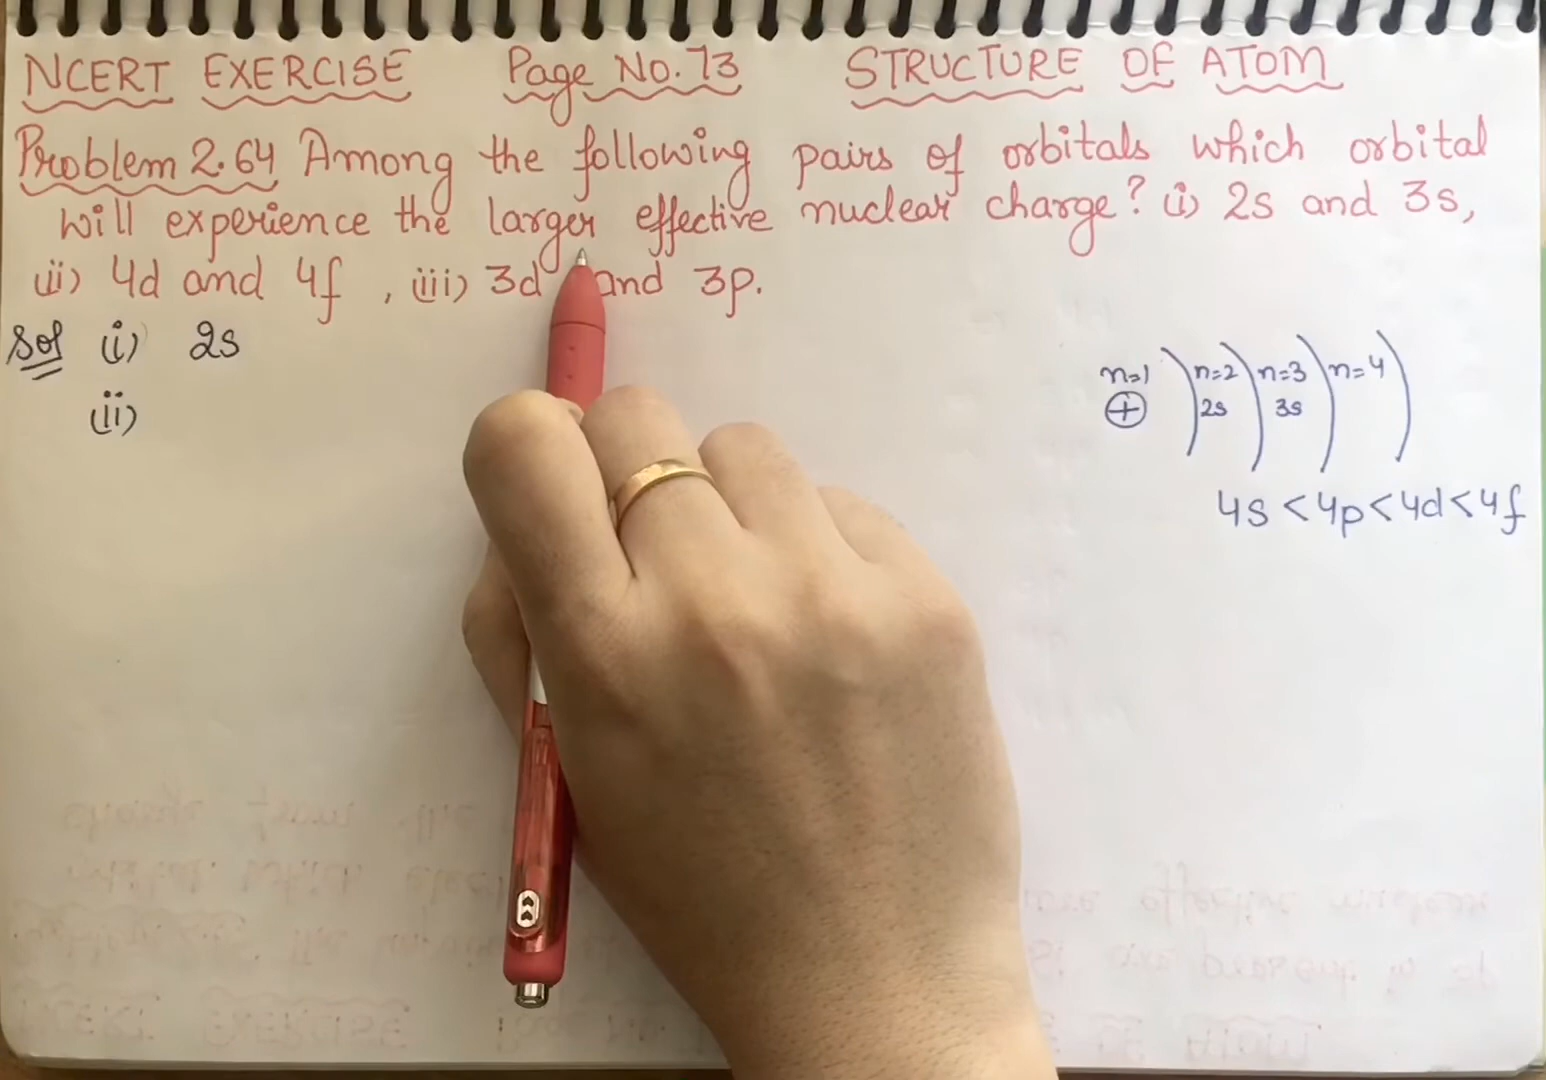 NCERT EXERCISE Page No. 73 STRUCTURE OF ATOM
Problem 2.64 Among the following pairs of orbitals which orbital
will experience the larger effective nuclear charge? (i) 2s and 3s,
(ii) 4d and 4f , (iii) 3d and 3p.
Sol (i) 2s
(ii)
n=1 n=2 n=3 n=4
+ 2s 3s
4s < 4p < 4d < 4f